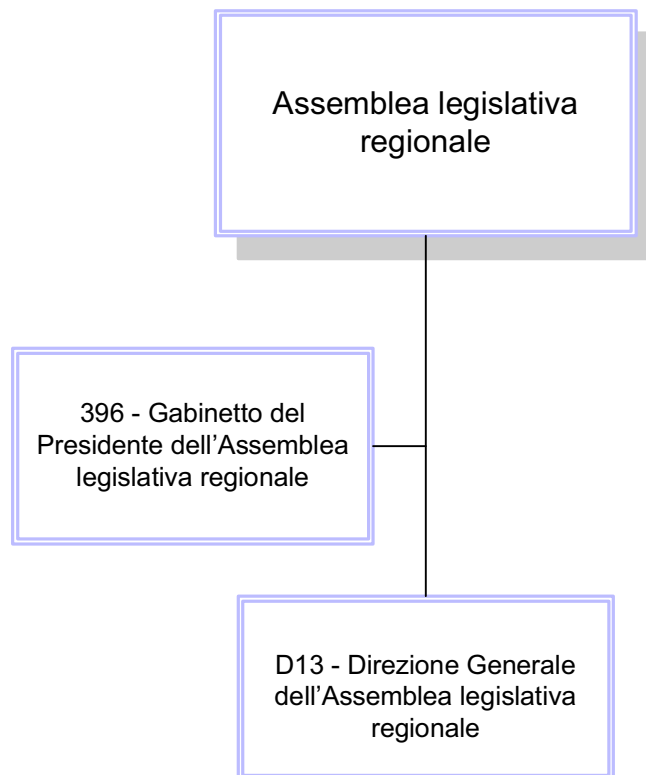 Assemblea legislativa
regionale
396 - Gabinetto del
Presidente dell’Assemblea
legislativa regionale
D13 - Direzione Generale
dell’Assemblea legislativa
regionale